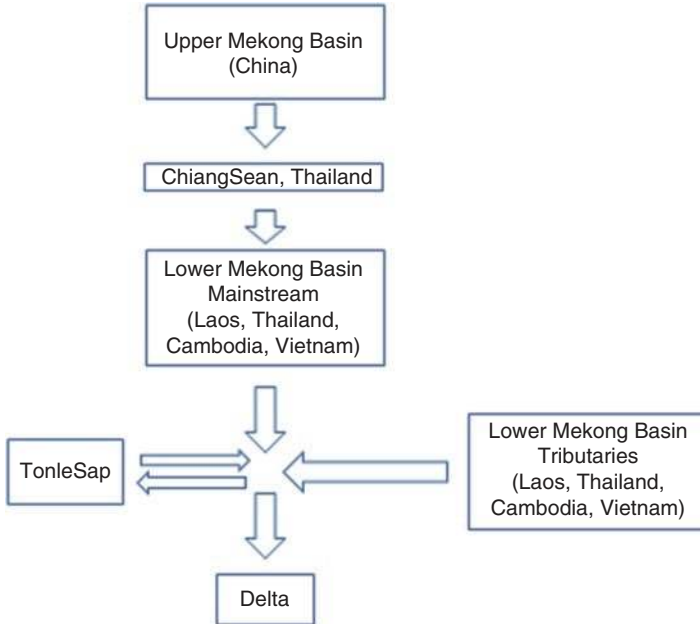 Upper Mekong Basin
(China)
ChiangSean, Thailand
Lower Mekong Basin
Mainstream
(Laos, Thailand,
Cambodia, Vietnam)
TonleSap
Lower Mekong Basin
Tributaries
(Laos, Thailand,
Cambodia, Vietnam)
Delta